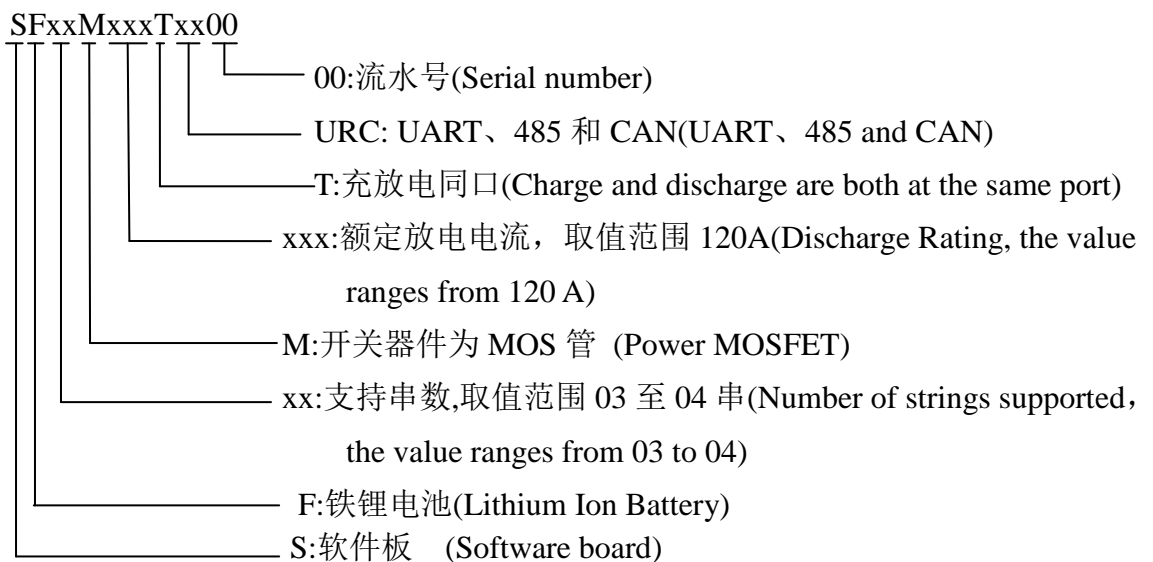 SFxxMxxxTxx00
00:流水号(Serial number)
URC: UART、485 和 CAN(UART、485 and CAN)
T:充放电同口(Charge and discharge are both at the same port)
xxx:额定放电电流，取值范围 120A(Discharge Rating, the value
ranges from 120 A)
M:开关器件为 MOS 管 (Power MOSFET)
xx:支持串数,取值范围 03 至 04 串(Number of strings supported，
the value ranges from 03 to 04)
F:铁锂电池(Lithium Ion Battery)
S:软件板 (Software board)